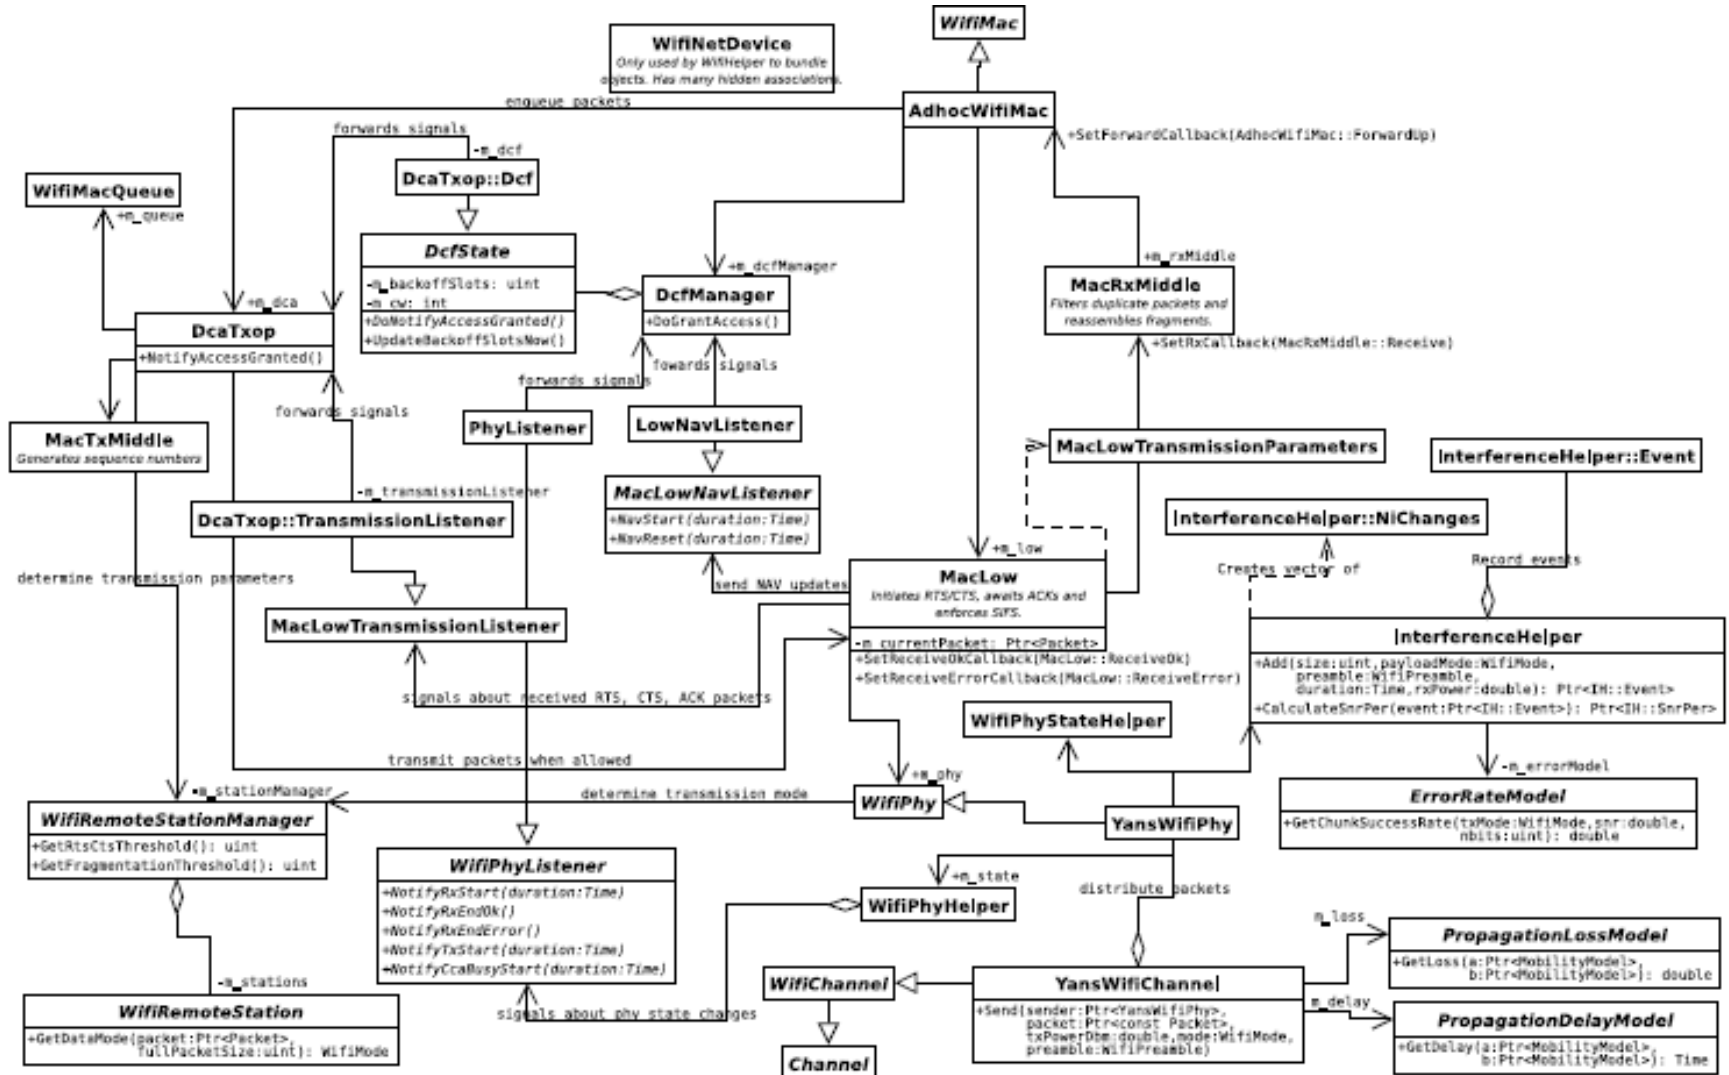 WifiMac
WifiNetDevice
Only used by WifiHelper to bundle
objects. Has many hidden associations.
enqueue packets
AdhocWifiMac
+SetForwardCallback(AdhocWifiMac::ForwardUp)
forwards signals
-m_dcf
DcaTxop::Dcf
WifiMacQueue
+m_queue
DcfState
-m_backoffSlots: uint
-m_cw: int
+DoNotifyAccessGranted()
+UpdateBackoffSlotsNow()
+m_dcfManager
DcfManager
+DoGrantAccess()
+m_rxMiddle
MacRxMiddle
Filters duplicate packets and
reassembles fragments.
+SetRxCallback(MacRxMiddle::Receive)
+m_dca
DcaTxop
+NotifyAccessGranted()
forwards signals
fowards signals
forwards signals
PhyListener
LowNavListener
MacTxMiddle
Generates sequence numbers
MacLowTransmissionParameters
InterferenceHelper::Event
-m_transmissionListener
DcaTxop::TransmissionListener
MacLowNavListener
+NavStart(duration:Time)
+NavReset(duration:Time)
InterferenceHelper::NiChanges
+m_low
Record events
Creates vector of
determine transmission parameters
send NAV updates
MacLow
Initiates RTS/CTS, awaits ACKs and
enforces SIFS.
-m_currentPacket: Ptr<Packet>
+SetReceiveOkCallback(MacLow::ReceiveOk)
+SetReceiveErrorCallback(MacLow::ReceiveError)
MacLowTransmissionListener
InterferenceHelper
+Add(size:uint,payloadMode:WifiMode,
preamble:WifiPreamble,
duration:Time,rxPower:double): Ptr<IH::Event>
+CalculateSnrPer(event:Ptr<IH::Event>): Ptr<IH::SnrPer>
signals about received RTS, CTS, ACK packets
WifiPhyStateHelper
transmit packets when allowed
+m_phy
-m_errorModel
-m_stationManager
determine transmission mode
WifiPhy
YansWifiPhy
ErrorRateModel
+GetChunkSuccessRate(txMode:WifiMode,snr:double,
nbits:uint): double
WifiRemoteStationManager
+GetRtsCtsThreshold(): uint
+GetFragmentationThreshold(): uint
WifiPhyListener
+NotifyRxStart(duration:Time)
+NotifyRxEndOk()
+NotifyRxEndError()
+NotifyTxStart(duration:Time)
+NotifyCcaBusyStart(duration:Time)
+m_state
WifiPhyHelper
distribute packets
m_loss
PropagationLossModel
+GetLoss(a:Ptr<MobilityModel>,
b:Ptr<MobilityModel>): double
-m_stations
WifiRemoteStation
+GetDataMode(packet:Ptr<Packet>,
fullPacketSize:uint): WifiMode
signals about phy state changes
WifiChannel
Channel
YansWifiChannel
+Send(sender:Ptr<YansWifiPhy>,
packet:Ptr<const Packet>,
txPowerDbm:double,mode:WifiMode,
preamble:WifiPreamble)
m_delay
PropagationDelayModel
+GetDelay(a:Ptr<MobilityModel>,
b:Ptr<MobilityModel>): Time